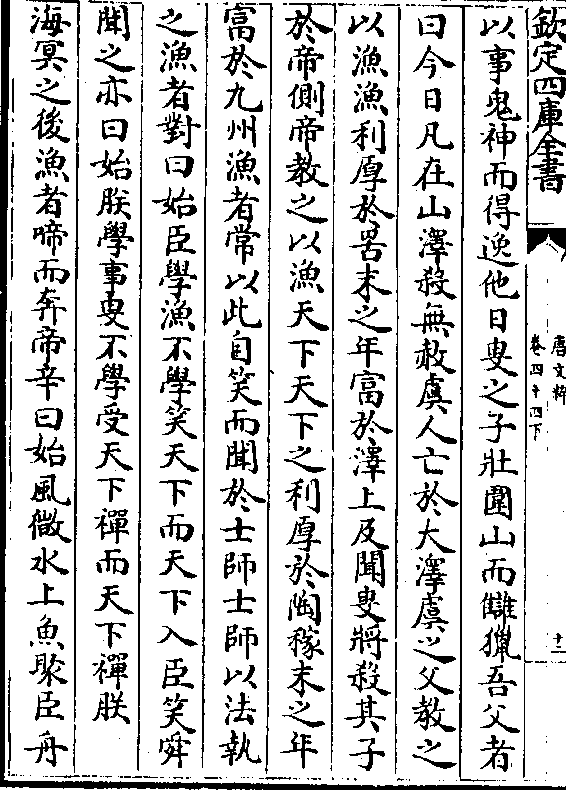 欽定四庫全書
唐文粹
卷四十四下
十二
以事鬼神而得逸他日叟之子壯圍山而讎獵吾父者
曰今日凡在山澤殺無赦虞人亡於大澤虞之父教之
以漁漁利厚於罟末之年富於澤上及聞叟將殺其子
於帝側帝教之以漁天下天下之利厚於陶稼末之年
富於九州漁者常以此自笑而聞於士師士師以法執
之漁者對曰始臣學漁不學笑天下而天下入臣笑舜
聞之亦曰始朕學事叟不學受天下禪而天下禪朕
海冥之後漁者啼而奔帝辛曰始風微水上魚聚臣舟